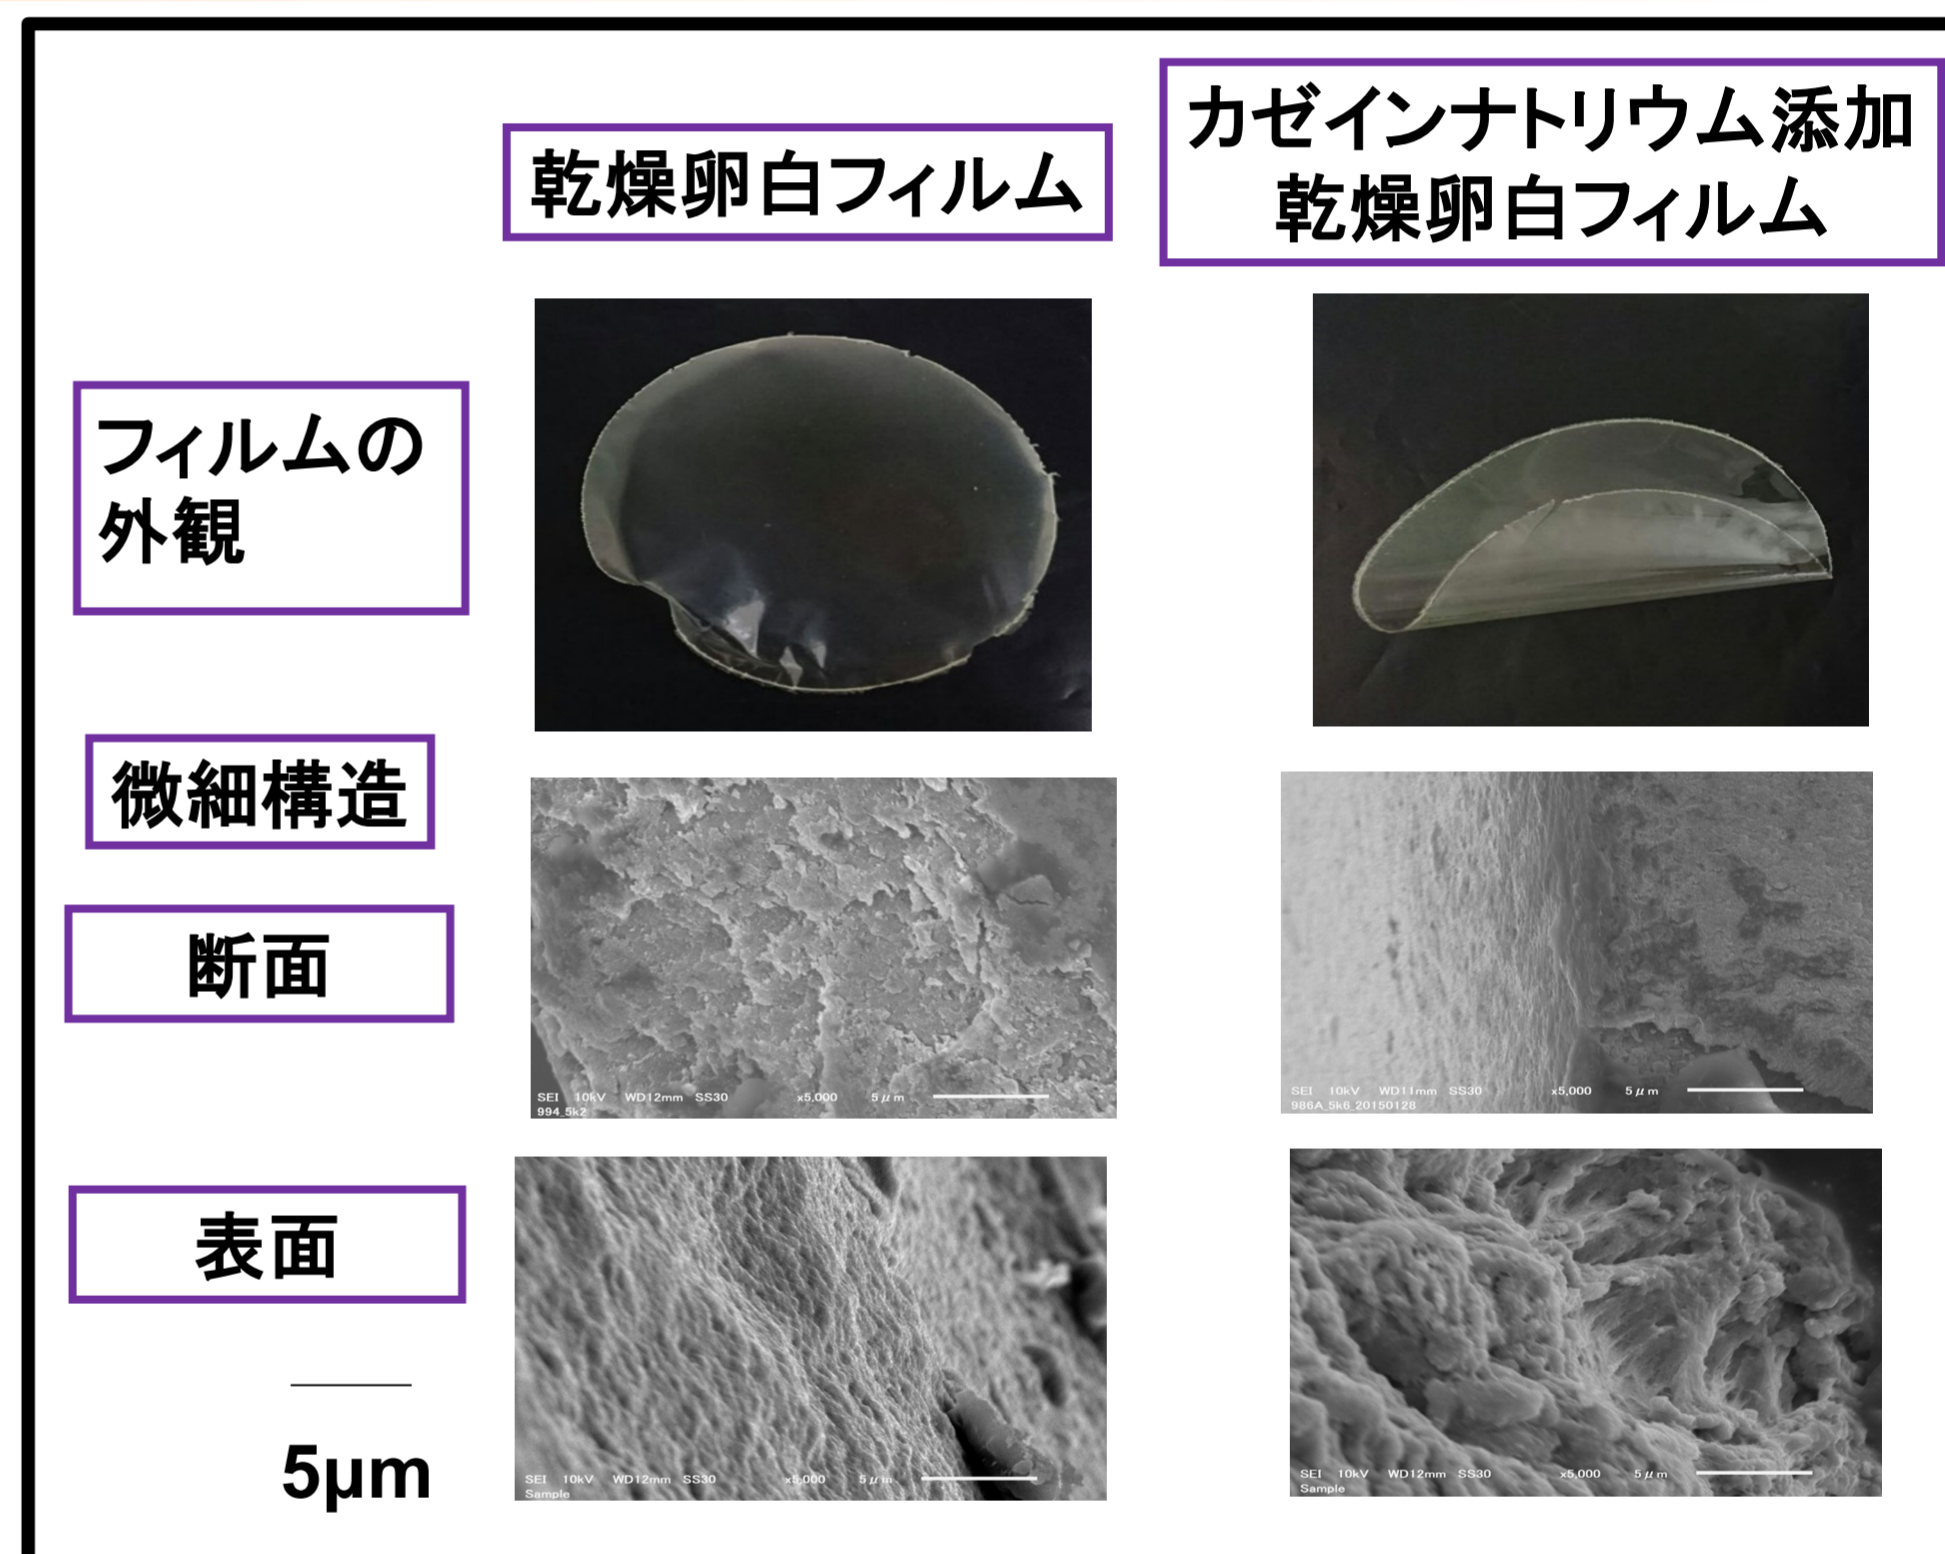 乾燥卵白フィルム
カゼインナトリウム添加
乾燥卵白フィルム
フィルムの
外観
微細構造
断面
SEI 10kV WD12mm SS30 x5,000 5μm
994_5k2
SEI 10kV WD11mm SS30 x5,000 5μm
986A_5k6_20150128
表面
5μm
SEI 10kV WD12mm SS30 x5,000 5μm
Sample
SEI 10kV WD12mm SS30 x5,000 5μm
Sample